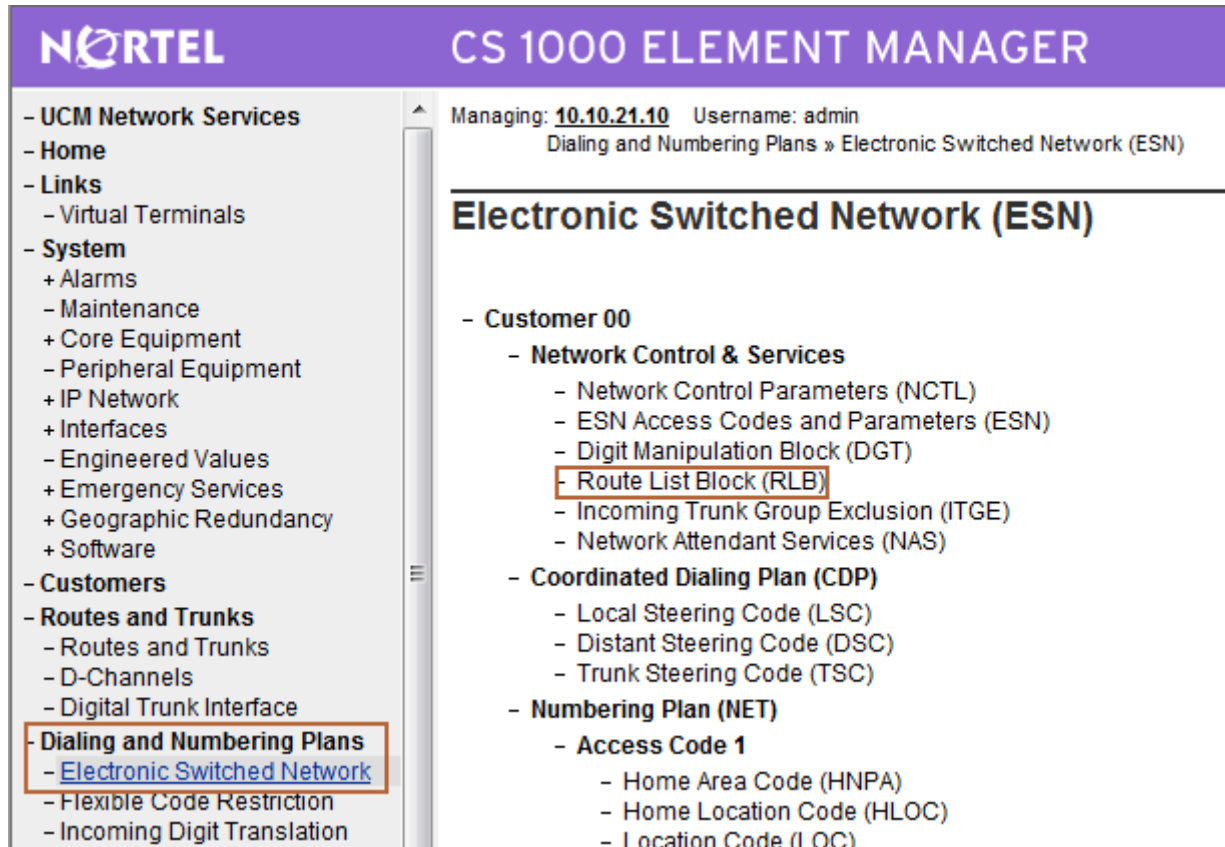 NORTEL
CS 1000 ELEMENT MANAGER
– UCM Network Services
– Home
– Links
– Virtual Terminals
– System
+ Alarms
– Maintenance
+ Core Equipment
– Peripheral Equipment
+ IP Network
+ Interfaces
– Engineered Values
+ Emergency Services
+ Geographic Redundancy
+ Software
– Customers
– Routes and Trunks
– Routes and Trunks
– D-Channels
– Digital Trunk Interface
– Dialing and Numbering Plans
– Electronic Switched Network
– Flexible Code Restriction
– Incoming Digit Translation
Managing: 10.10.21.10 Username: admin
Dialing and Numbering Plans » Electronic Switched Network (ESN)
Electronic Switched Network (ESN)
– Customer 00
– Network Control & Services
– Network Control Parameters (NCTL)
– ESN Access Codes and Parameters (ESN)
– Digit Manipulation Block (DGT)
– Route List Block (RLB)
– Incoming Trunk Group Exclusion (ITGE)
– Network Attendant Services (NAS)
– Coordinated Dialing Plan (CDP)
– Local Steering Code (LSC)
– Distant Steering Code (DSC)
– Trunk Steering Code (TSC)
– Numbering Plan (NET)
– Access Code 1
– Home Area Code (HNPA)
– Home Location Code (HLOC)
– Location Code (LOC)